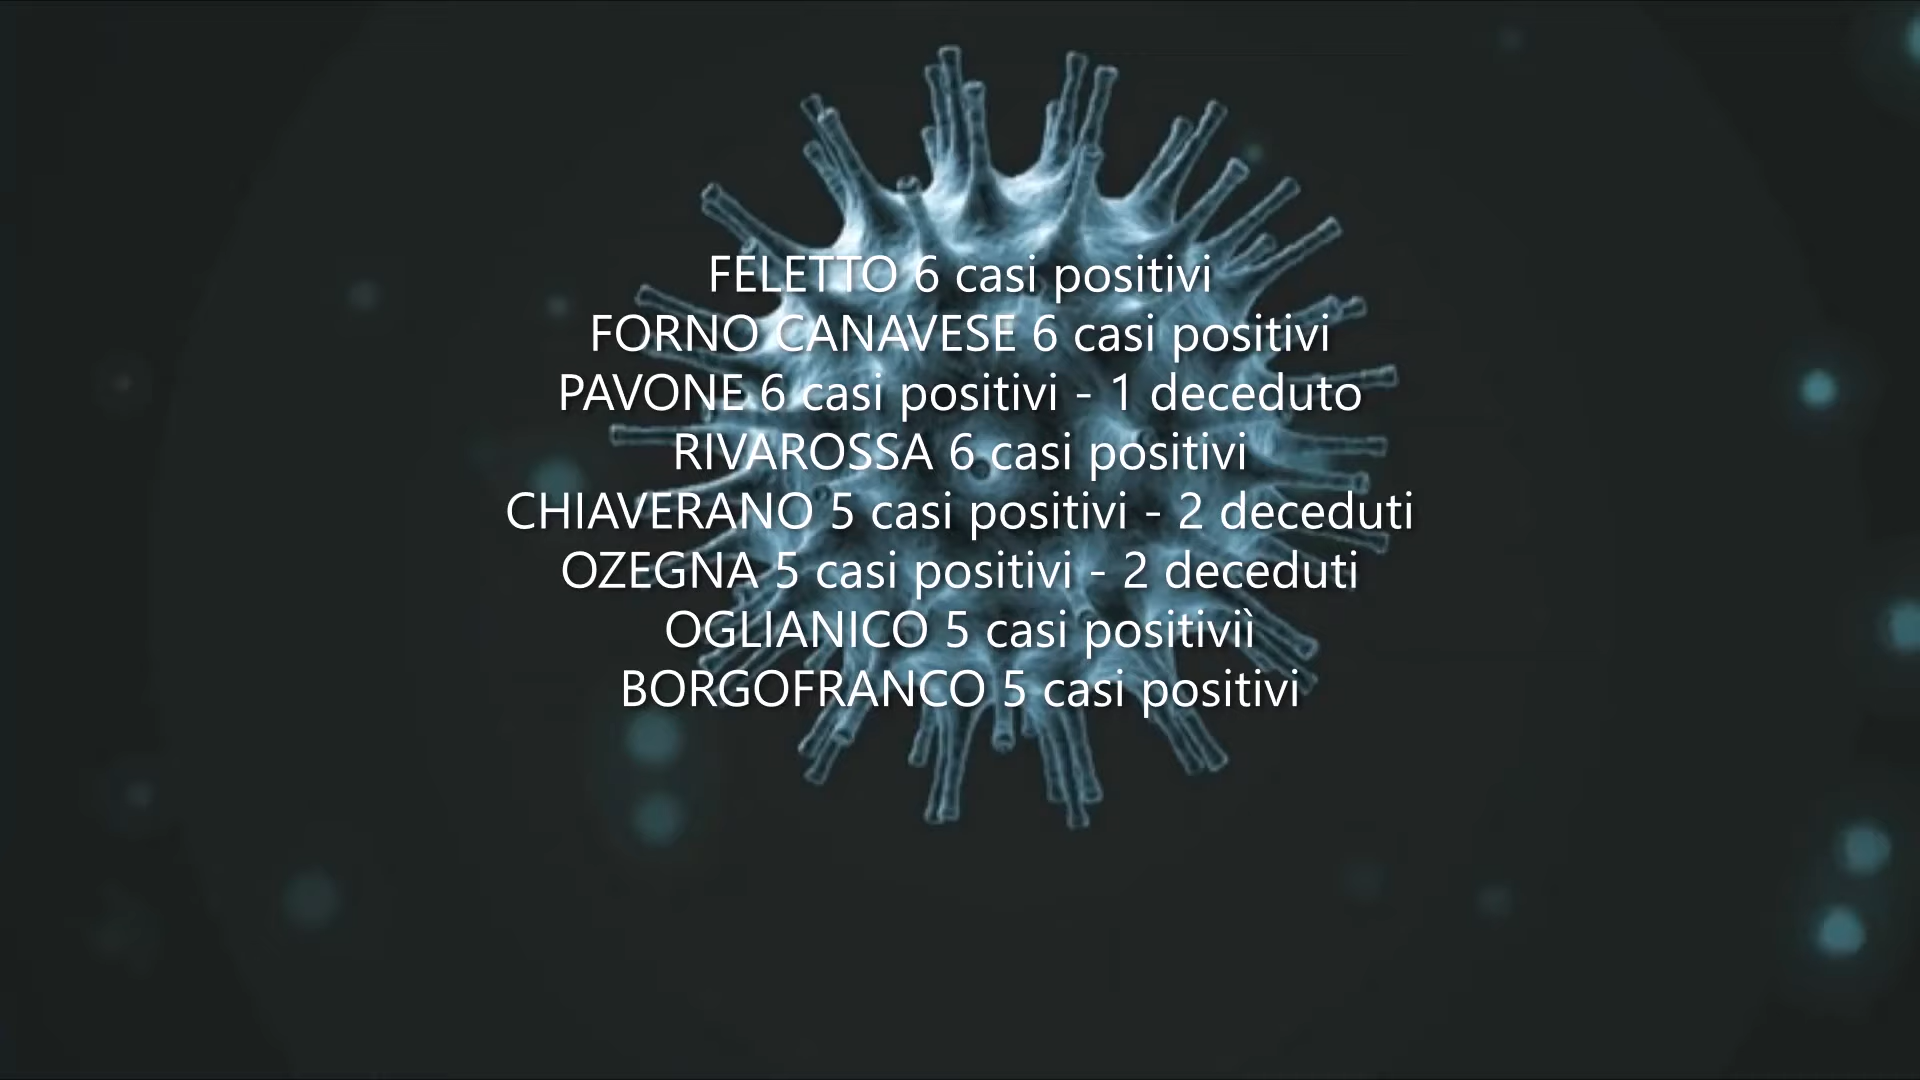 FELETTO 6 casi positivi
FORNO CANAVESE 6 casi positivi
PAVONE 6 casi positivi - 1 deceduto
RIVAROSSA 6 casi positivi
CHIAVERANO 5 casi positivi - 2 deceduti
OZEGNA 5 casi positivi - 2 deceduti
OGLIANICO 5 casi positiviì
BORGOFRANCO 5 casi positivi